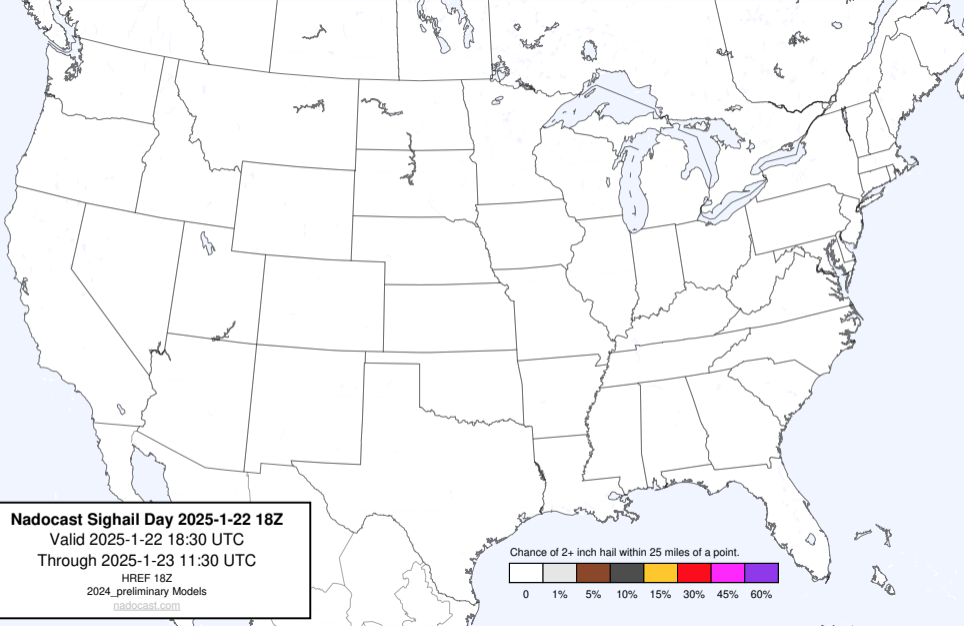 Nadocast Sighail Day 2025-1-22 18Z
Valid 2025-1-22 18:30 UTC
Through 2025-1-23 11:30 UTC
HREF 18Z
2024_preliminary Models
nadocast.com
Chance of 2+ inch hail within 25 miles of a point.
0 1% 5% 10% 15% 30% 45% 60%